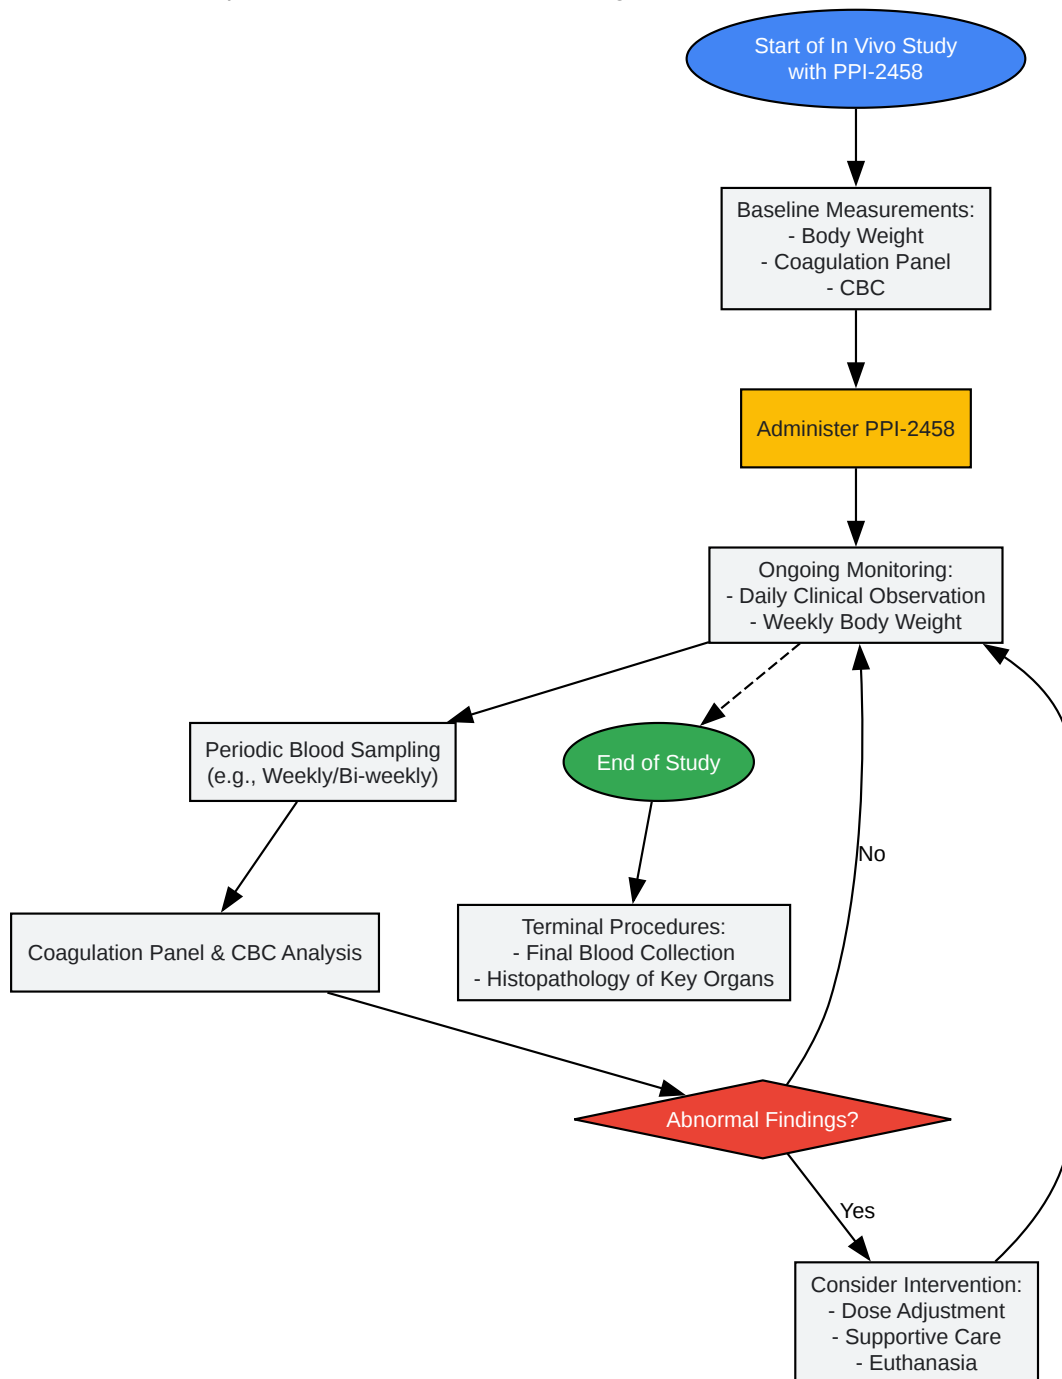 Start of In Vivo Study
with PPI-2458
Baseline Measurements:
- Body Weight
- Coagulation Panel
- CBC
Administer PPI-2458
Ongoing Monitoring:
- Daily Clinical Observation
- Weekly Body Weight
Periodic Blood Sampling
(e.g., Weekly/Bi-weekly)
End of Study
No
Coagulation Panel & CBC Analysis
Terminal Procedures:
- Final Blood Collection
- Histopathology of Key Organs
Abnormal Findings?
Yes
Consider Intervention:
- Dose Adjustment
- Supportive Care
- Euthanasia